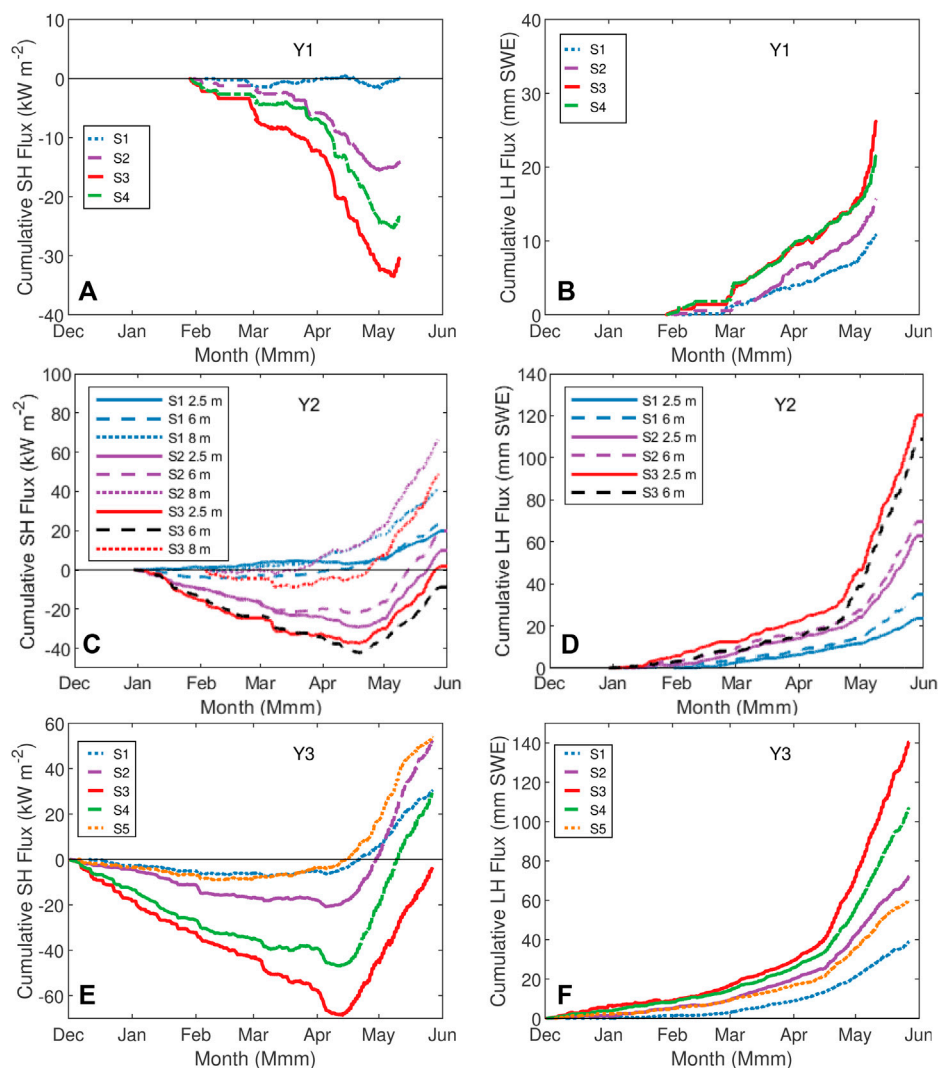 10
0
-10
-20
-30
-40
Cumulative SH Flux (kW m-2)
Y1
S1
S2
S3
S4
A
Dec Jan Feb Mar Apr May Jun
Month (Mmm)
40
30
20
10
0
Cumulative LH Flux (mm SWE)
Y1
S1
S2
S3
S4
B
Dec Jan Feb Mar Apr May Jun
Month (Mmm)
100
80
60
40
20
0
-20
-40
Cumulative SH Flux (kW m-2)
Y2
S1 2.5 m
S1 6 m
S1 8 m
S2 2.5 m
S2 6 m
S2 8 m
S3 2.5 m
S3 6 m
S3 8 m
C
Dec Jan Feb Mar Apr May Jun
Month (Mmm)
140
120
100
80
60
40
20
0
Cumulative LH Flux (mm SWE)
Y2
S1 2.5 m
S1 6 m
S2 2.5 m
S2 6 m
S3 2.5 m
S3 6 m
D
Dec Jan Feb Mar Apr May Jun
Month (Mmm)
60
40
20
0
-20
-40
-60
Cumulative SH Flux (kW m-2)
Y3
S1
S2
S3
S4
S5
E
Dec Jan Feb Mar Apr May Jun
Month (Mmm)
140
120
100
80
60
40
20
0
Cumulative LH Flux (mm SWE)
Y3
S1
S2
S3
S4
S5
F
Dec Jan Feb Mar Apr May Jun
Month (Mmm)